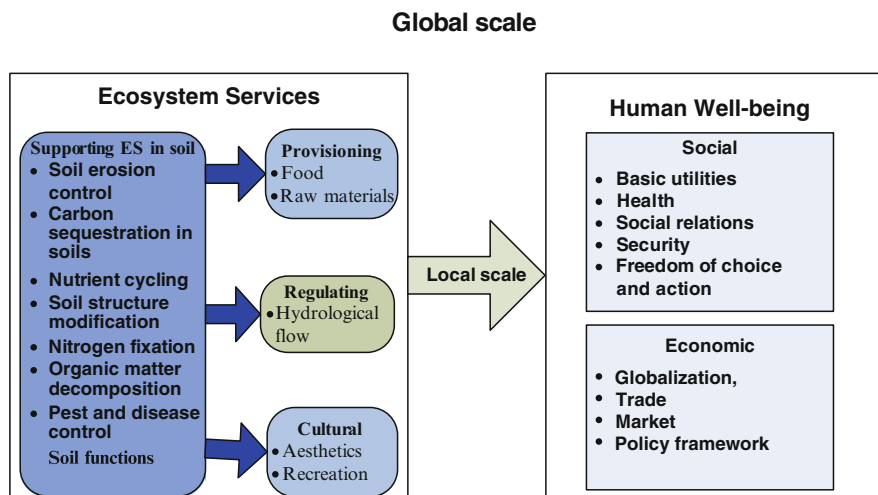 Global scale
Ecosystem Services
Supporting ES in soil
• Soil erosion
control
• Carbon
sequestration in
soils
• Nutrient cycling
• Soil structure
modification
• Nitrogen fixation
• Organic matter
decomposition
• Pest and disease
control
Soil functions
Provisioning
• Food
• Raw materials
Regulating
• Hydrological
flow
Cultural
• Aesthetics
• Recreation
Local scale
Human Well-being
Social
• Basic utilities
• Health
• Social relations
• Security
• Freedom of choice
and action
Economic
• Globalization,
• Trade
• Market
• Policy framework